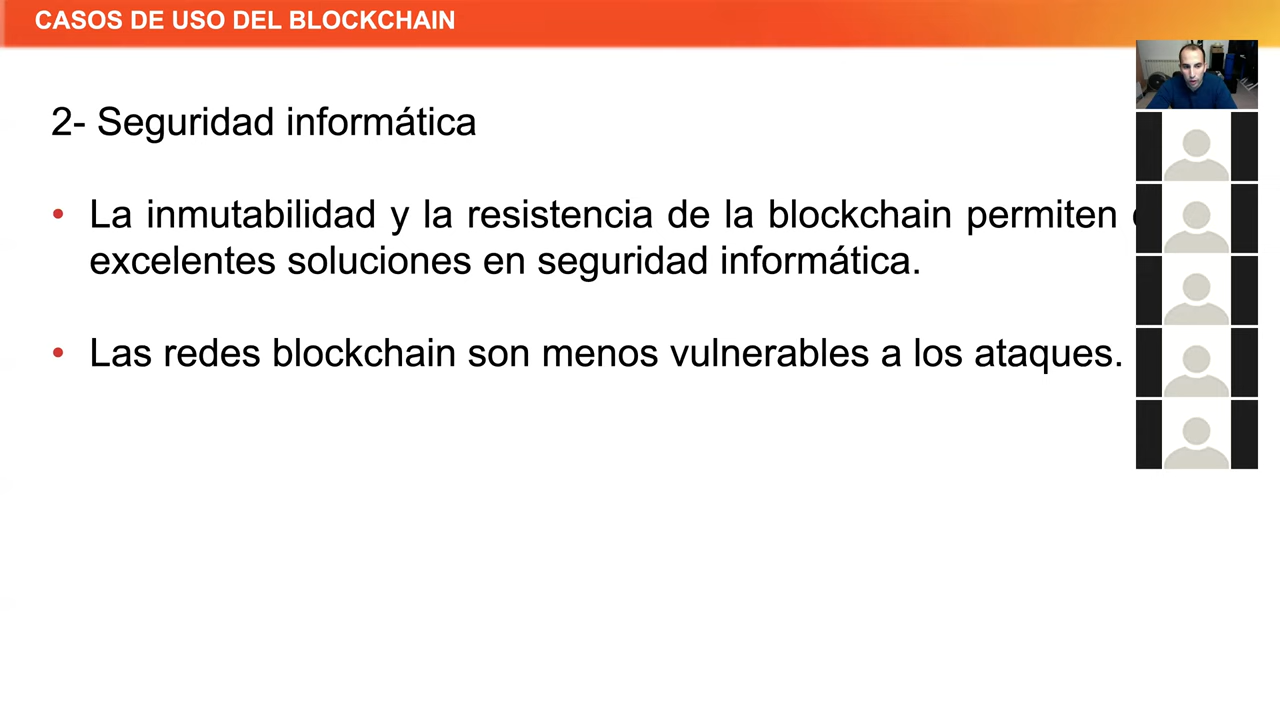 CASOS DE USO DEL BLOCKCHAIN
2- Seguridad informática
• La inmutabilidad y la resistencia de la blockchain permiten
excelentes soluciones en seguridad informática.
• Las redes blockchain son menos vulnerables a los ataques.